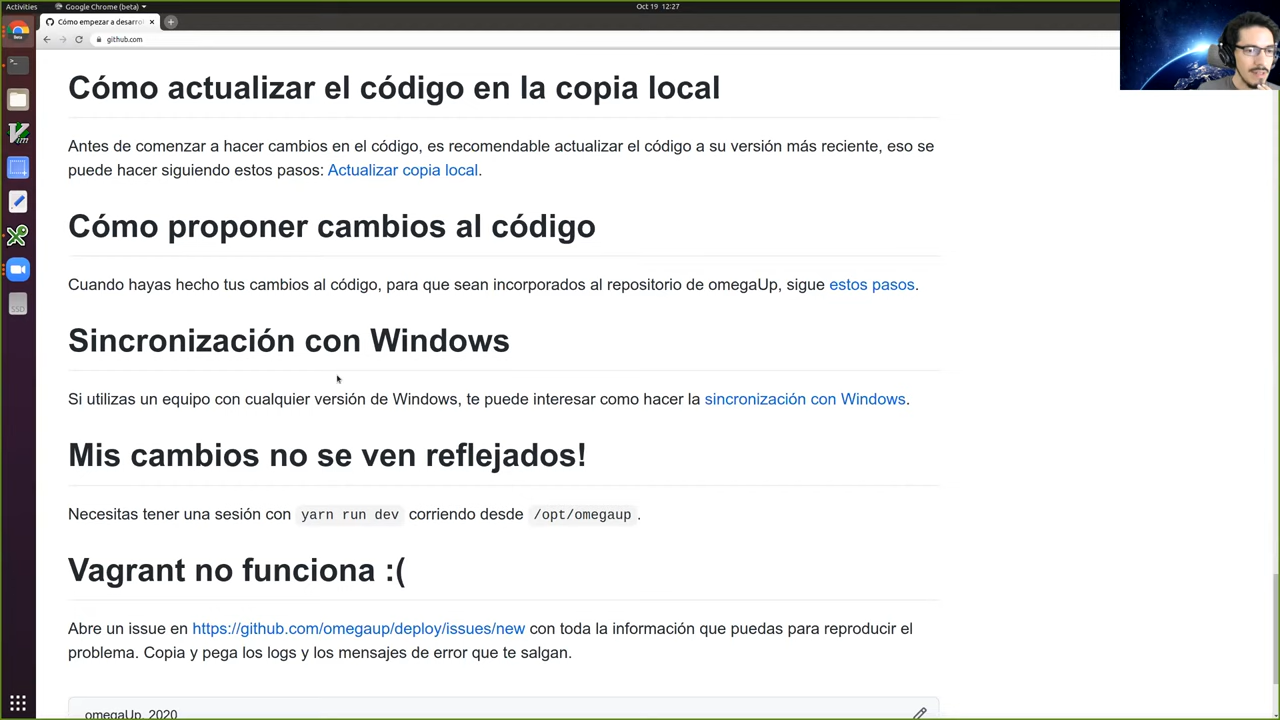 Activities
Google Chrome (beta)
Oct 19 12:27
Cómo empezar a desarro
github.com
Cómo actualizar el código en la copia local
Antes de comenzar a hacer cambios en el código, es recomendable actualizar el código a su versión más reciente, eso se
puede hacer siguiendo estos pasos: Actualizar copia local.
Cómo proponer cambios al código
Cuando hayas hecho tus cambios al código, para que sean incorporados al repositorio de omegaUp, sigue estos pasos.
Sincronización con Windows
Si utilizas un equipo con cualquier versión de Windows, te puede interesar como hacer la sincronización con Windows.
Mis cambios no se ven reflejados!
Necesitas tener una sesión con yarn run dev corriendo desde /opt/omegaup .
Vagrant no funciona :(
Abre un issue en https://github.com/omegaup/deploy/issues/new con toda la información que puedas para reproducir el
problema. Copia y pega los logs y los mensajes de error que te salgan.
omegaUp, 2020